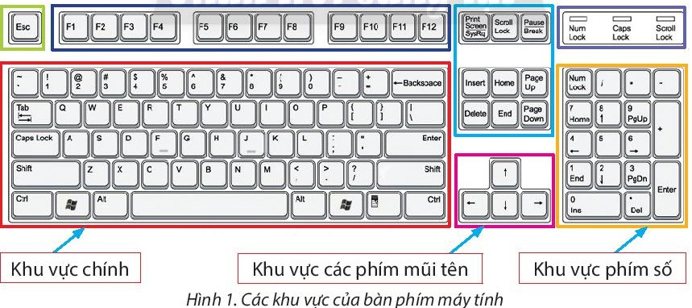 Esc F1 F2 F3 F4 F5 F6 F7 F8 F9 F10 F11 F12
Print Screen SysRq Scroll Lock Pause Break
Num Lock Caps Lock Scroll Lock
~ ! 1 @ 2 # 3 $ 4 % 5 ^ 6 & 7 * 8 ( 9 ) 0 _ - + = ←Backspace
Insert Home Page Up
Num Lock / * -
Tab Q W E R T Y U I O P { [ } ] | \
Delete End Page Down
7 Home 8 ↑ 9 PgUp +
Caps Lock A S D F G H J K L : ; " ' Enter
4 ← 5 6 →
Shift Z X C V B N M < , > . ? / Shift
↑
1 End 2 ↓ 3 PgDn Enter
Ctrl Alt Alt Ctrl
← ↓ →
0 Ins . Del
Khu vực chính
Khu vực các phím mũi tên
Khu vực phím số
Hình 1. Các khu vực của bàn phím máy tính